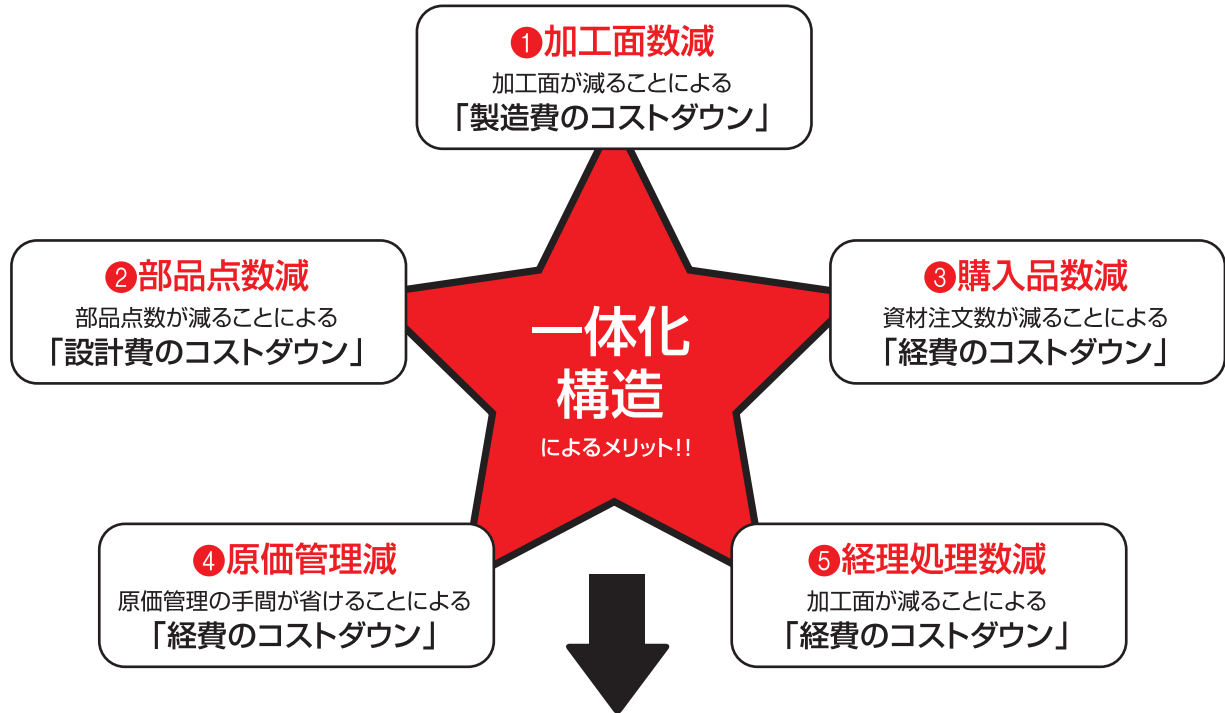 ❶加工面数減
加工面が減ることによる
「製造費のコストダウン」
❷部品点数減
部品点数が減ることによる
「設計費のコストダウン」
❸購入品数減
資材注文数が減ることによる
「経費のコストダウン」
一体化
構造
によるメリット!!
❹原価管理減
原価管理の手間が省けることによる
「経費のコストダウン」
❺経理処理数減
加工面が減ることによる
「経費のコストダウン」